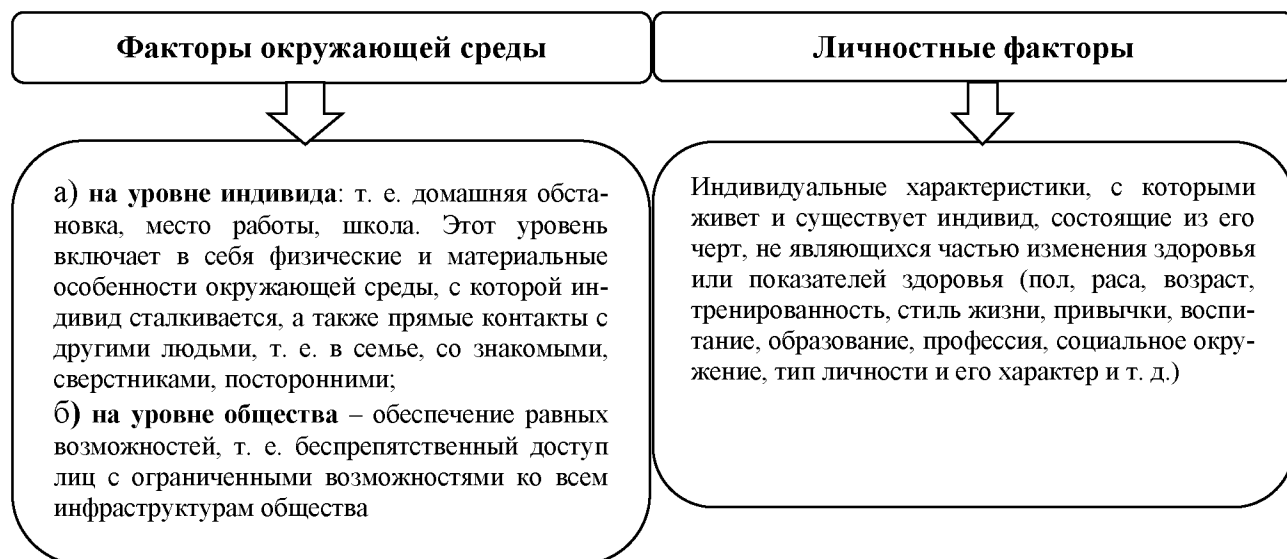 Факторы окружающей среды
Личностные факторы
а) на уровне индивида: т. е. домашняя обста-
новка, место работы, школа. Этот уровень
включает в себя физические и материальные
особенности окружающей среды, с которой ин-
дивид сталкивается, а также прямые контакты с
другими людьми, т. е. в семье, со знакомыми,
сверстниками, посторонними;
б) на уровне общества – обеспечение равных
возможностей, т. е. беспрепятственный доступ
лиц с ограниченными возможностями ко всем
инфраструктурам общества
Индивидуальные характеристики, с которыми
живет и существует индивид, состоящие из его
черт, не являющихся частью изменения здоровья
или показателей здоровья (пол, раса, возраст,
тренированность, стиль жизни, привычки, воспи-
тание, образование, профессия, социальное окру-
жение, тип личности и его характер и т. д.)